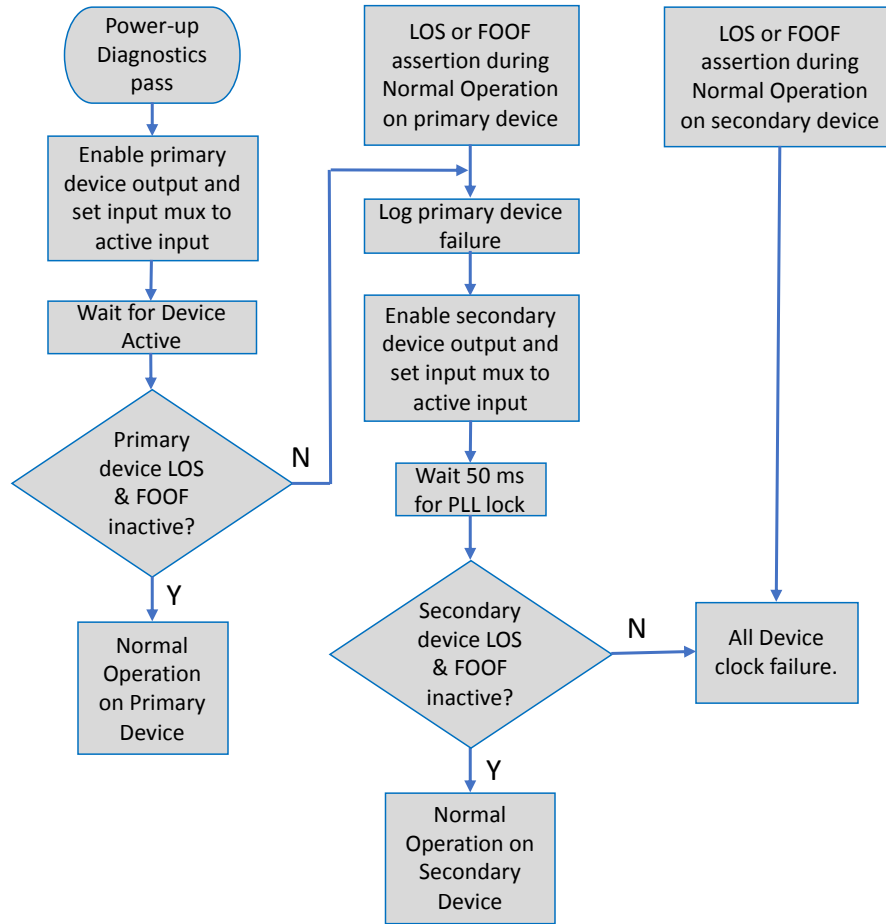 Power-up
Diagnostics
pass
Enable primary
device output and
set input mux to
active input
Wait for Device
Active
Primary
device LOS
& FOOF
inactive?
N
Y
Normal
Operation
on Primary
Device
LOS or FOOF
assertion during
Normal Operation
on primary device
Log primary device
failure
Enable secondary
device output and
set input mux to
active input
Wait 50 ms
for PLL lock
Secondary
device LOS
& FOOF
inactive?
N
Y
Normal
Operation on
Secondary
Device
LOS or FOOF
assertion during
Normal Operation
on secondary device
All Device
clock failure.